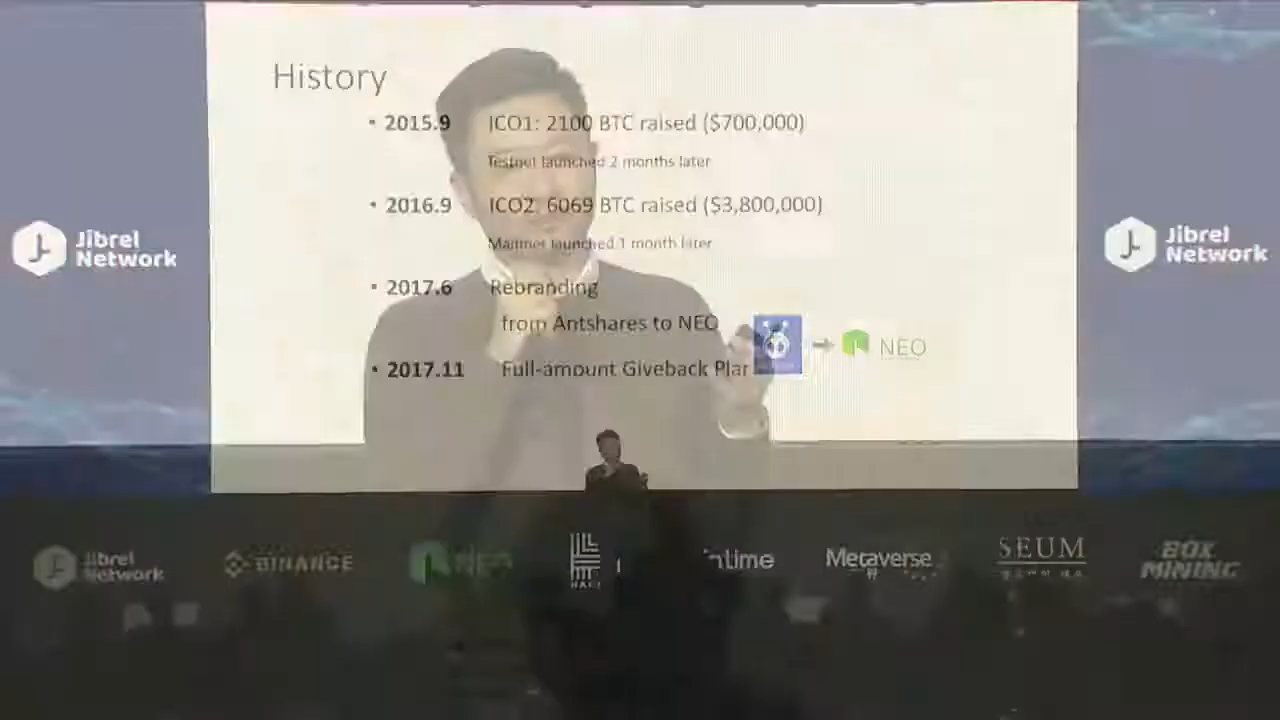 History
• 2015.9 ICO1: 2100 BTC raised ($700,000)
Testnet launched 2 months later
• 2016.9 ICO2: 6069 BTC raised ($3,800,000)
Mainnet launched 1 month later
• 2017.6 Rebranding
from Antshares to NEO
NEO
• 2017.11 Full-amount Giveback Plan
Jibrel
Network
Jibrel
Network
Jibrel
Network
BINANCE
NEO
Metaverse
SEUM
BOX
MINING